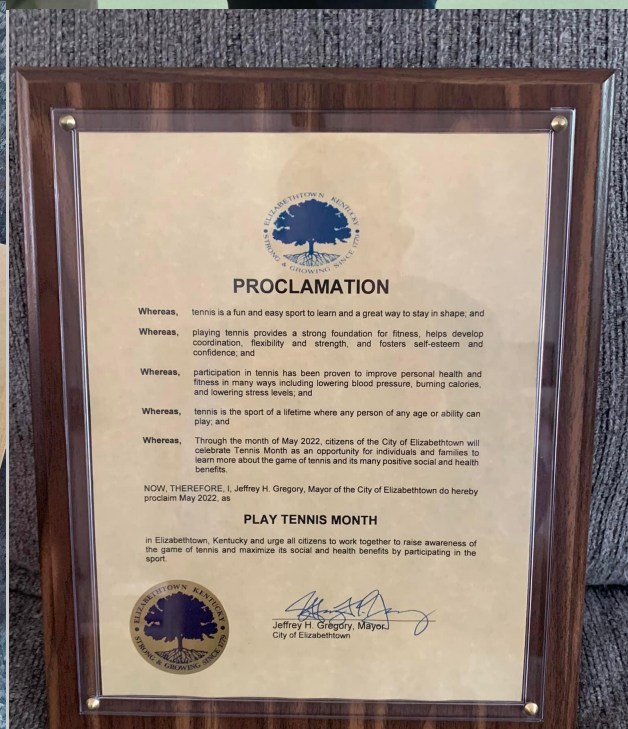 ELIZABETHTOWN KENTUCKY
STRONG & GROWING SINCE 1779
PROCLAMATION
Whereas, tennis is a fun and easy sport to learn and a great way to stay in shape; and
Whereas, playing tennis provides a strong foundation for fitness, helps develop
coordination, flexibility and strength, and fosters self-esteem and
confidence; and
Whereas, participation in tennis has been proven to improve personal health and
fitness in many ways including lowering blood pressure, burning calories,
and lowering stress levels; and
Whereas, tennis is the sport of a lifetime where any person of any age or ability can
play; and
Whereas, Through the month of May 2022, citizens of the City of Elizabethtown will
celebrate Tennis Month as an opportunity for individuals and families to
learn more about the game of tennis and its many positive social and health
benefits.
NOW, THEREFORE, I, Jeffrey H. Gregory, Mayor of the City of Elizabethtown do hereby
proclaim May 2022, as
PLAY TENNIS MONTH
in Elizabethtown, Kentucky and urge all citizens to work together to raise awareness of
the game of tennis and maximize its social and health benefits by participating in the
sport.
ELIZABETHTOWN KENTUCKY
STRONG & GROWING SINCE 1779
Jeffrey H. Gregory, Mayor
City of Elizabethtown